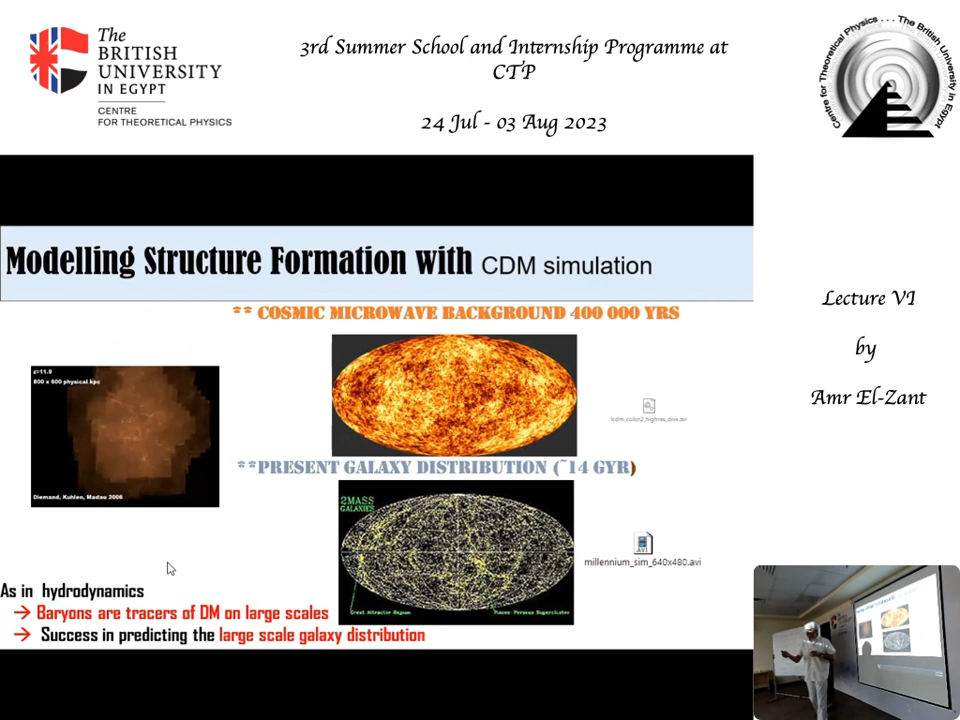 The
BRITISH
UNIVERSITY
IN EGYPT
CENTRE
FOR THEORETICAL PHYSICS
3rd Summer School and Internship Programme at
CTP
24 Jul - 03 Aug 2023
Centre for Theoretical Physics . . . The British University in Egypt
Modelling Structure Formation with CDM simulation
** COSMIC MICROWAVE BACKGROUND 400 000 YRS
z=11.9
800 x 600 physical kpc
Diemand, Kuhlen, Madau 2006
**PRESENT GALAXY DISTRIBUTION (~14 GYR)
2MASS
GALAXIES
Great Attractor Region
Pisces-Perseus Supercluster
AVI
millennium_sim_640x480.avi
As in hydrodynamics
→ Baryons are tracers of DM on large scales
→ Success in predicting the large scale galaxy distribution
Lecture VI
by
Amr El-Zant